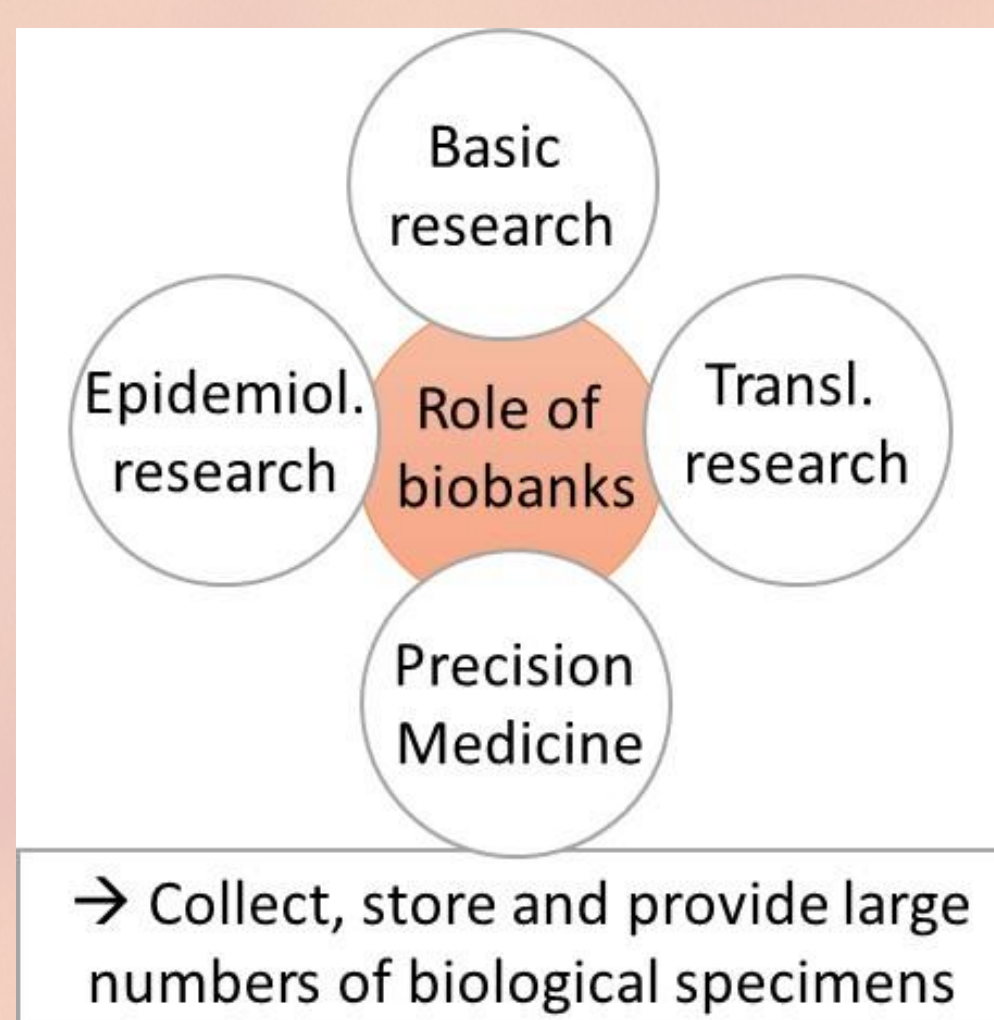 Basic
research
Epidemiol.
research
Role of
biobanks
Transl.
research
Precision
Medicine
→ Collect, store and provide large
numbers of biological specimens